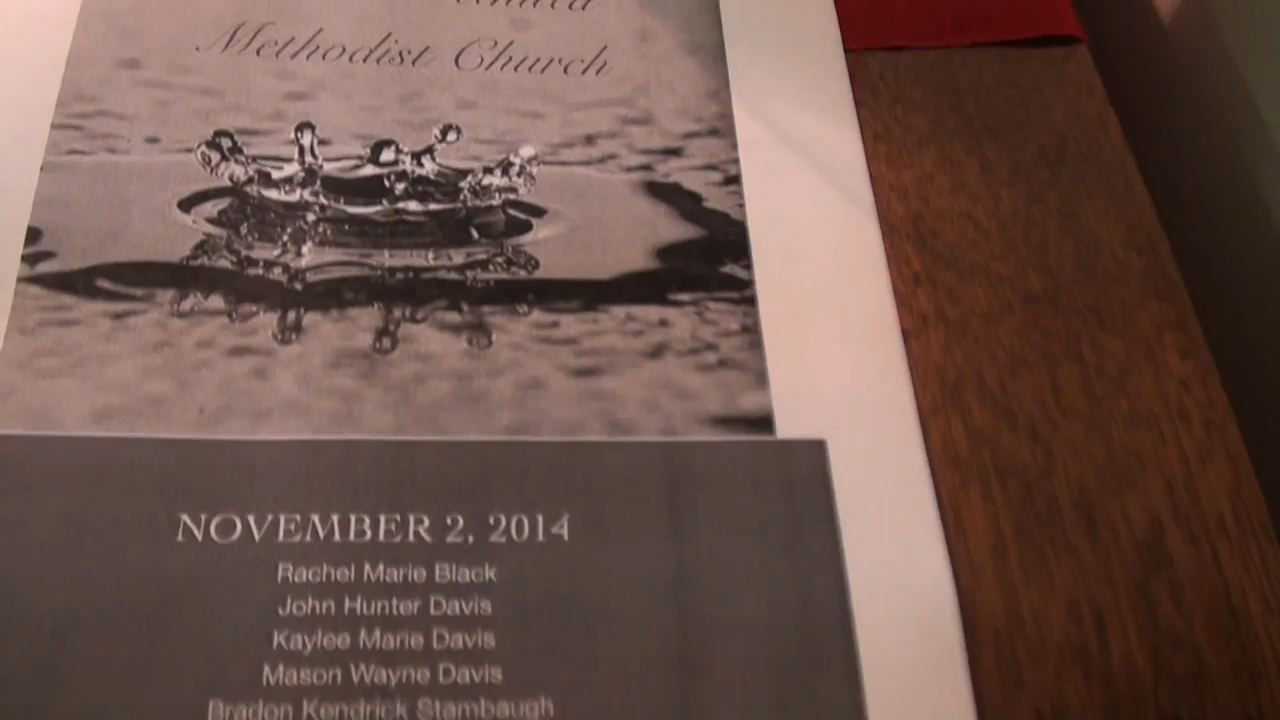 United
Methodist Church
NOVEMBER 2, 2014
Rachel Marie Black
John Hunter Davis
Kaylee Marie Davis
Mason Wayne Davis
Bradon Kendrick Stambaugh